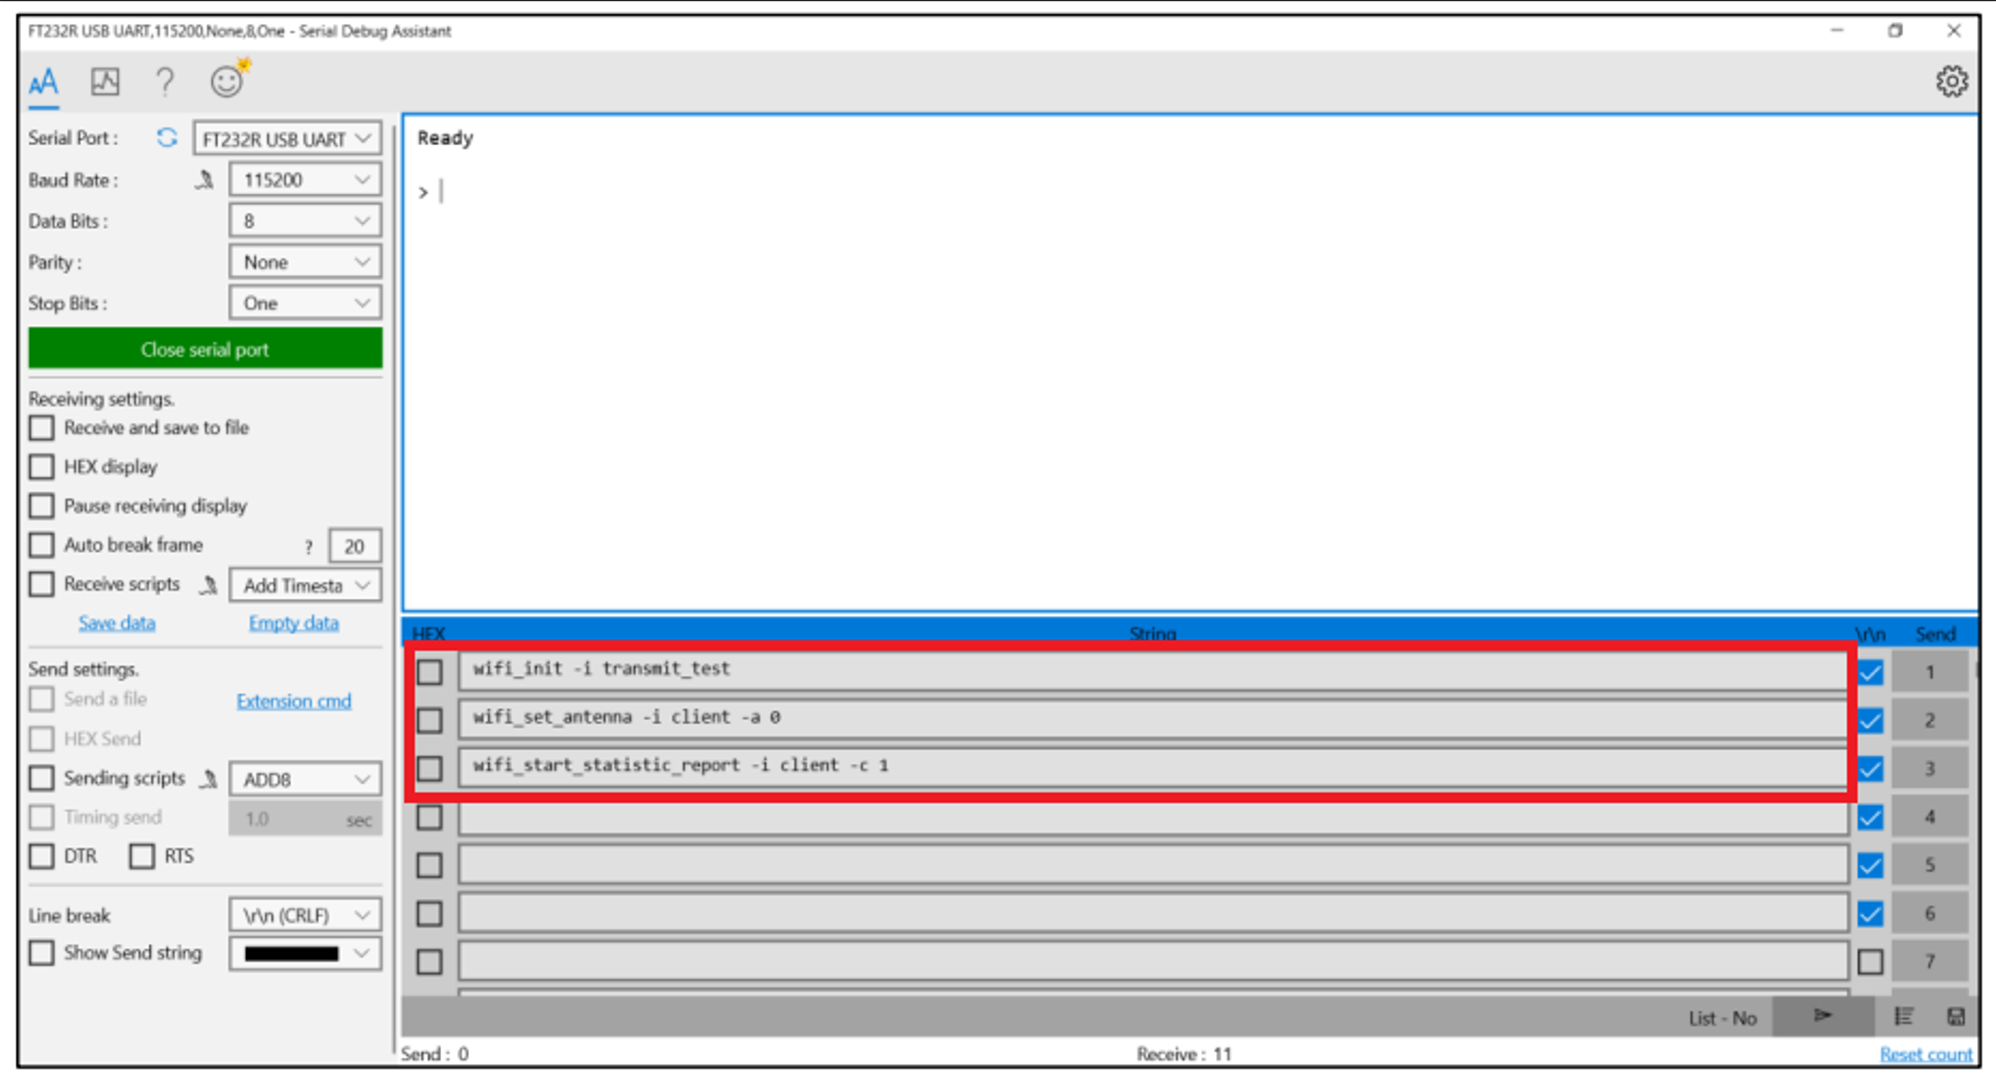 FT232R USB UART,115200,None,8,One - Serial Debug Assistant
AA
?
Serial Port :
FT232R USB UART
Baud Rate :
115200
Data Bits :
8
Parity :
None
Stop Bits :
One
Close serial port
Receiving settings.
Receive and save to file
HEX display
Pause receiving display
Auto break frame
?
20
Receive scripts
Add Timesta
Save data
Empty data
Send settings.
Send a file
Extension cmd
HEX Send
Sending scripts
ADD8
Timing send
1.0
sec
DTR
RTS
Line break
\r\n (CRLF)
Show Send string
Ready
>
HEX
String
\r\n
Send
wifi_init -i transmit_test
1
wifi_set_antenna -i client -a 0
2
wifi_start_statistic_report -i client -c 1
3
4
5
6
7
List - No
Send : 0
Receive : 11
Reset count